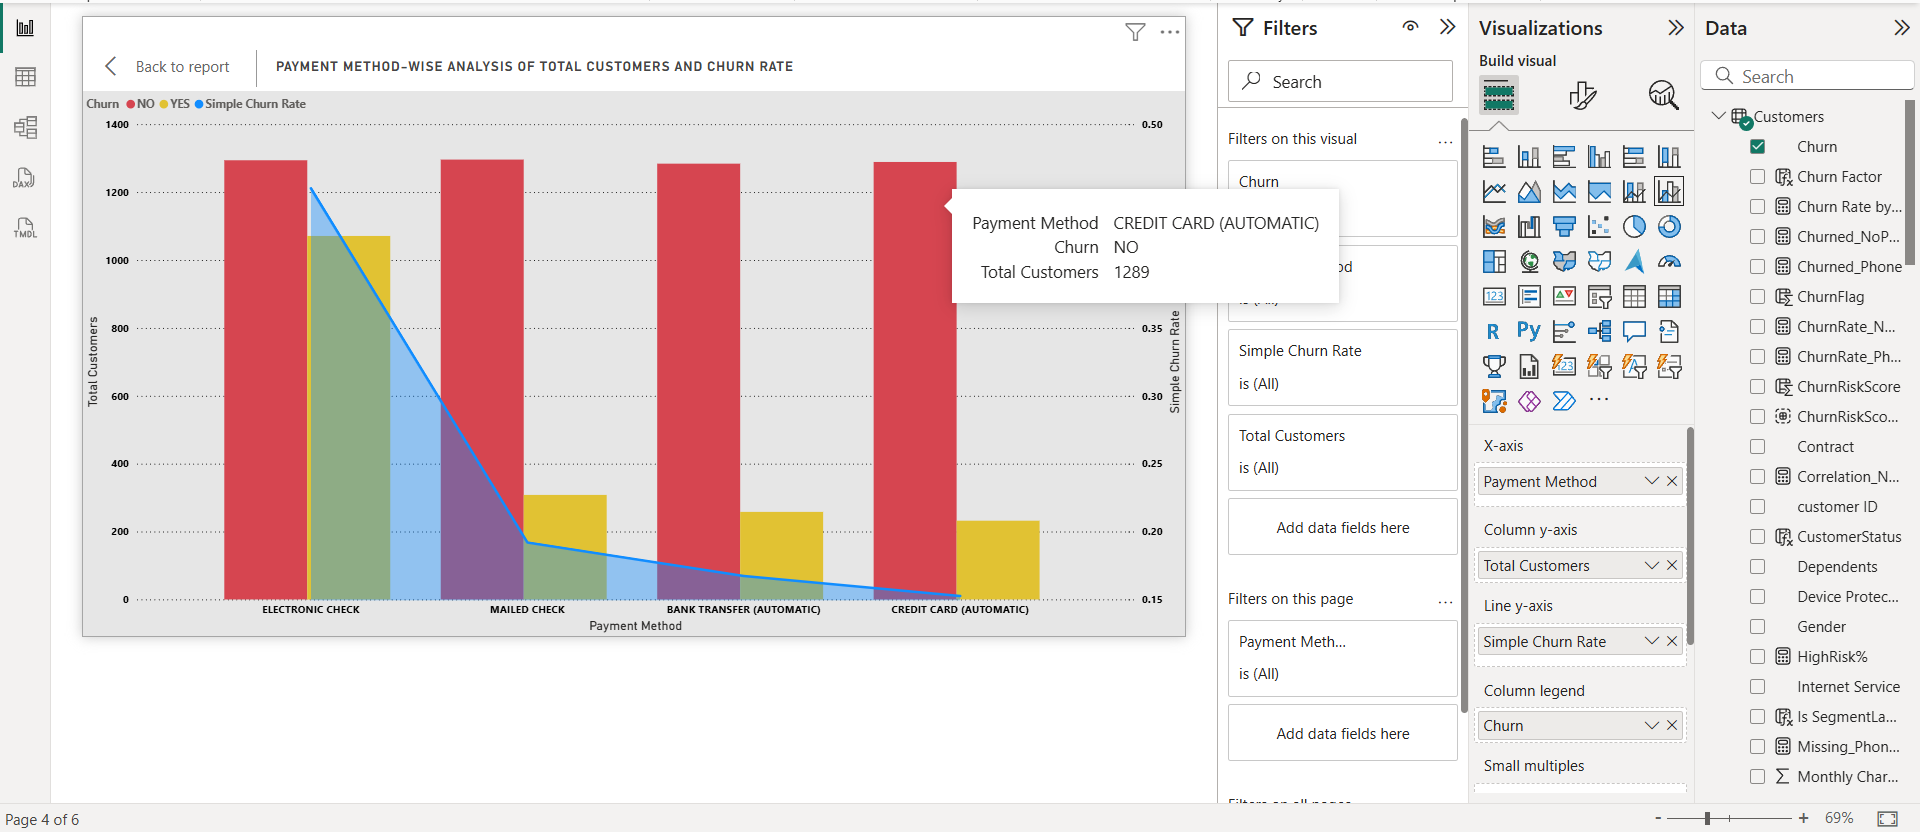 DAX
TMDL
Back to report
PAYMENT METHOD-WISE ANALYSIS OF TOTAL CUSTOMERS AND CHURN RATE
Churn NO YES Simple Churn Rate
1400
1200
1000
800
600
400
200
0
Total Customers
0.50
0.35
0.30
0.25
0.20
0.15
Simple Churn Rate
ELECTRONIC CHECK
MAILED CHECK
BANK TRANSFER (AUTOMATIC)
CREDIT CARD (AUTOMATIC)
Payment Method
Payment Method CREDIT CARD (AUTOMATIC)
Churn NO
Total Customers 1289
Filters
Search
Filters on this visual
...
Churn
od
Simple Churn Rate
is (All)
Total Customers
is (All)
Add data fields here
Filters on this page
...
Payment Meth...
is (All)
Add data fields here
Visualizations
Build visual
123
R
Py
123
...
X-axis
Payment Method
Column y-axis
Total Customers
Line y-axis
Simple Churn Rate
Column legend
Churn
Small multiples
Data
Search
Customers
Churn
Churn Factor
Churn Rate by...
Churned_NoP...
Churned_Phone
ChurnFlag
ChurnRate_N...
ChurnRate_Ph...
ChurnRiskScore
ChurnRiskSco...
Contract
Correlation_N...
customer ID
CustomerStatus
Dependents
Device Protec...
Gender
HighRisk%
Internet Service
Is SegmentLa...
Missing_Phon...
Monthly Char...
Page 4 of 6
- + 69%